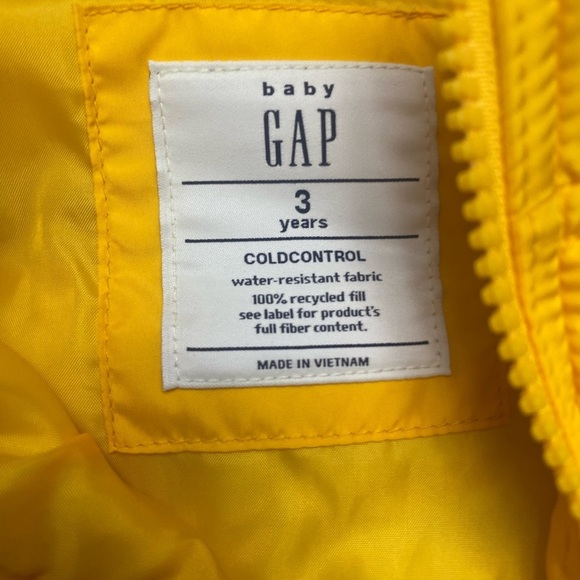 baby
GAP
3
years
COLDCONTROL
water-resistant fabric
100% recycled fill
see label for product's
full fiber content.
MADE IN VIETNAM